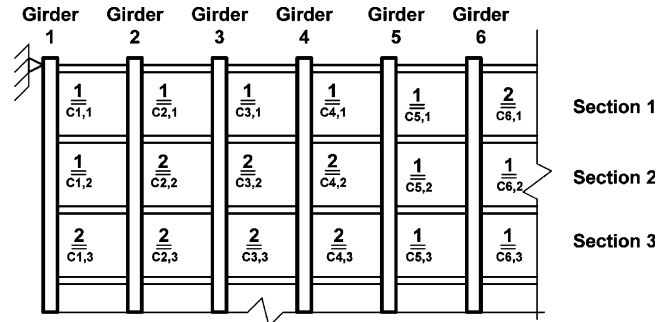 Girder Girder Girder Girder Girder Girder
1 2 3 4 5 6
1 1 1 1 1 2
C1,1 C2,1 C3,1 C4,1 C5,1 C6,1
Section 1
1 2 2 2 1 1
C1,2 C2,2 C3,2 C4,2 C5,2 C6,2
Section 2
2 2 2 2 1 1
C1,3 C2,3 C3,3 C4,3 C5,3 C6,3
Section 3